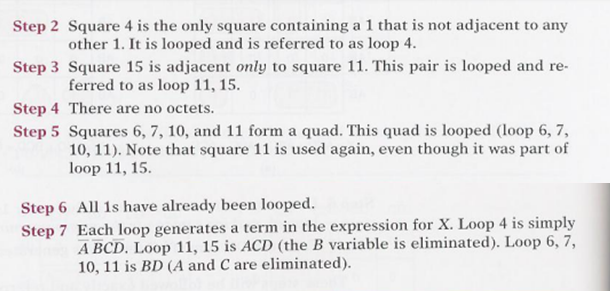 Step 2 Square 4 is the only square containing a 1 that is not adjacent to any
other 1. It is looped and is referred to as loop 4.
Step 3 Square 15 is adjacent only to square 11. This pair is looped and re-
ferred to as loop 11, 15.
Step 4 There are no octets.
Step 5 Squares 6, 7, 10, and 11 form a quad. This quad is looped (loop 6, 7,
10, 11). Note that square 11 is used again, even though it was part of
loop 11, 15.
Step 6 All 1s have already been looped.
Step 7 Each loop generates a term in the expression for X. Loop 4 is simply
A̅ B̅CD̅. Loop 11, 15 is ACD (the B variable is eliminated). Loop 6, 7,
10, 11 is BD (A and C are eliminated).